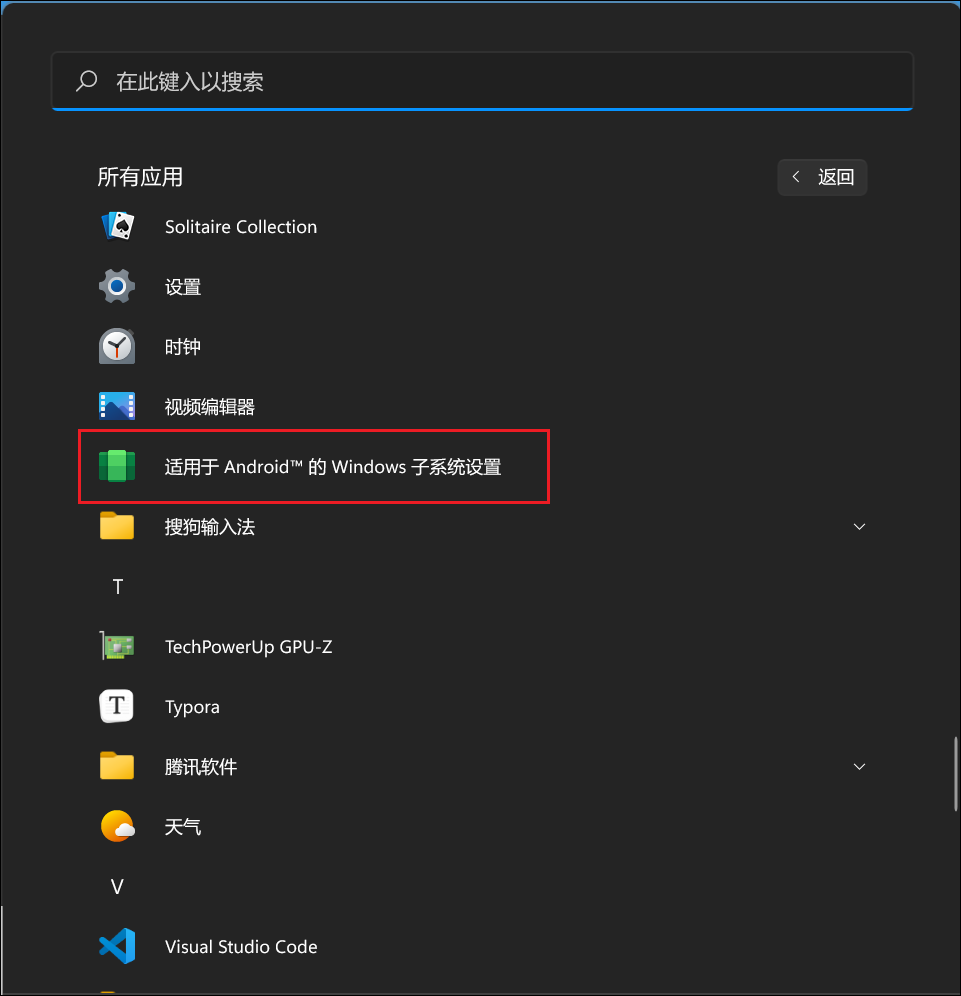 在此键入以搜索
所有应用
返回
Solitaire Collection
设置
时钟
视频编辑器
适用于 Android™ 的 Windows 子系统设置
搜狗输入法
T
TechPowerUp GPU-Z
T
Typora
腾讯软件
天气
V
Visual Studio Code